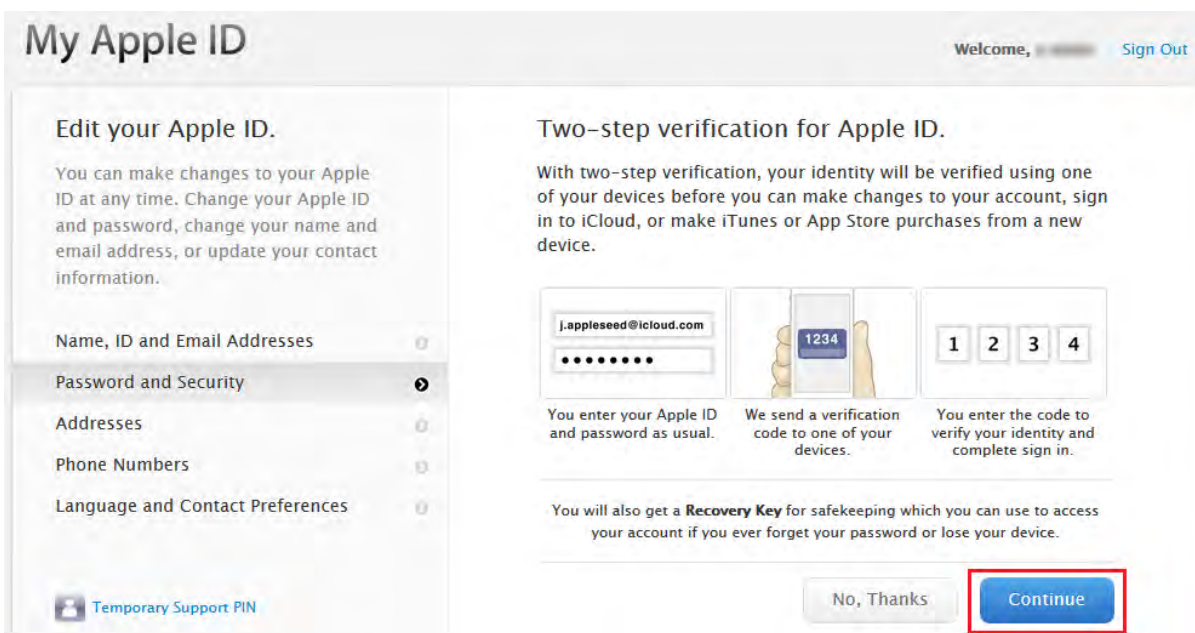 My Apple ID
Welcome,
Sign Out
Edit your Apple ID.
You can make changes to your Apple
ID at any time. Change your Apple ID
and password, change your name and
email address, or update your contact
information.
Name, ID and Email Addresses
Password and Security
Addresses
Phone Numbers
Language and Contact Preferences
Temporary Support PIN
Two-step verification for Apple ID.
With two-step verification, your identity will be verified using one
of your devices before you can make changes to your account, sign
in to iCloud, or make iTunes or App Store purchases from a new
device.
j.appleseed@icloud.com
1234
1 2 3 4
You enter your Apple ID
and password as usual.
We send a verification
code to one of your
devices.
You enter the code to
verify your identity and
complete sign in.
You will also get a Recovery Key for safekeeping which you can use to access
your account if you ever forget your password or lose your device.
No, Thanks
Continue